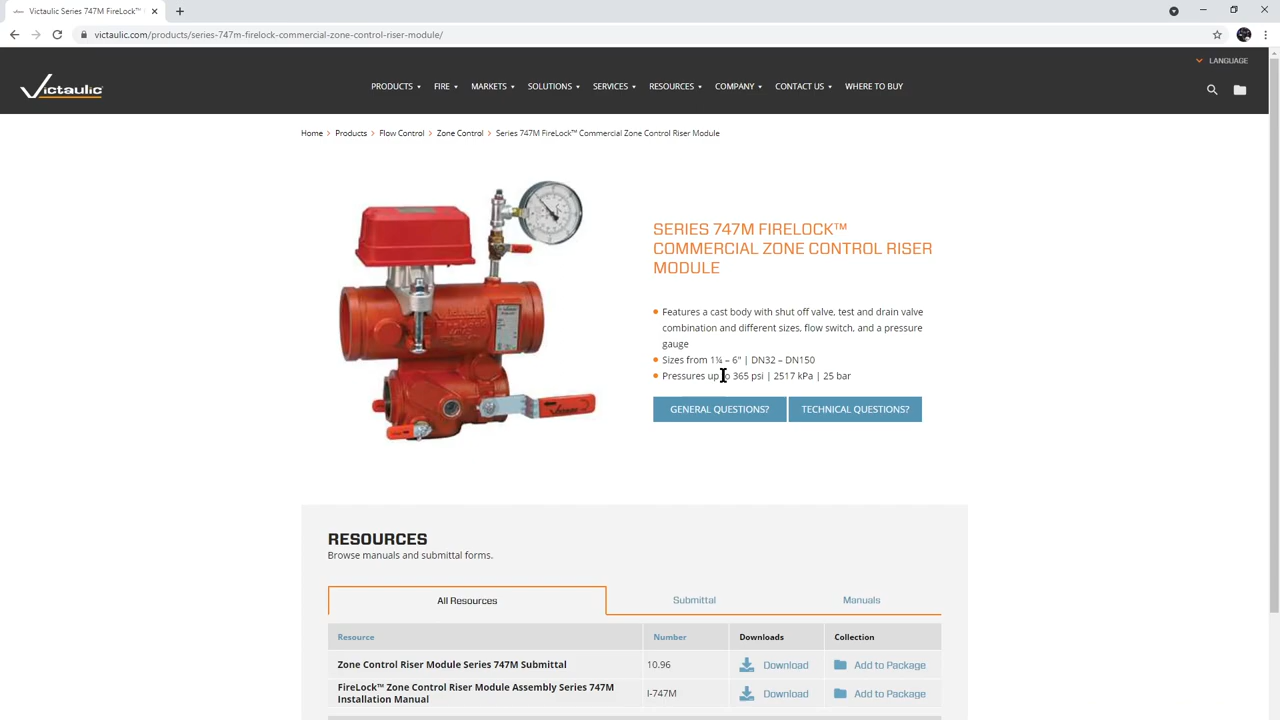 Victaulic Series 747M FireLock™
victaulic.com/products/series-747m-firelock-commercial-zone-control-riser-module/
LANGUAGE
Victaulic
PRODUCTS FIRE MARKETS SOLUTIONS SERVICES RESOURCES COMPANY CONTACT US WHERE TO BUY
Home > Products > Flow Control > Zone Control > Series 747M FireLock™ Commercial Zone Control Riser Module
SERIES 747M FIRELOCK™
COMMERCIAL ZONE CONTROL RISER
MODULE
Features a cast body with shut off valve, test and drain valve
combination and different sizes, flow switch, and a pressure
gauge
Sizes from 1¼ – 6" | DN32 – DN150
Pressures up to 365 psi | 2517 kPa | 25 bar
GENERAL QUESTIONS? TECHNICAL QUESTIONS?
RESOURCES
Browse manuals and submittal forms.
All Resources Submittal Manuals
Resource Number Downloads Collection
Zone Control Riser Module Series 747M Submittal 10.96 Download Add to Package
FireLock™ Zone Control Riser Module Assembly Series 747M
Installation Manual I-747M Download Add to Package